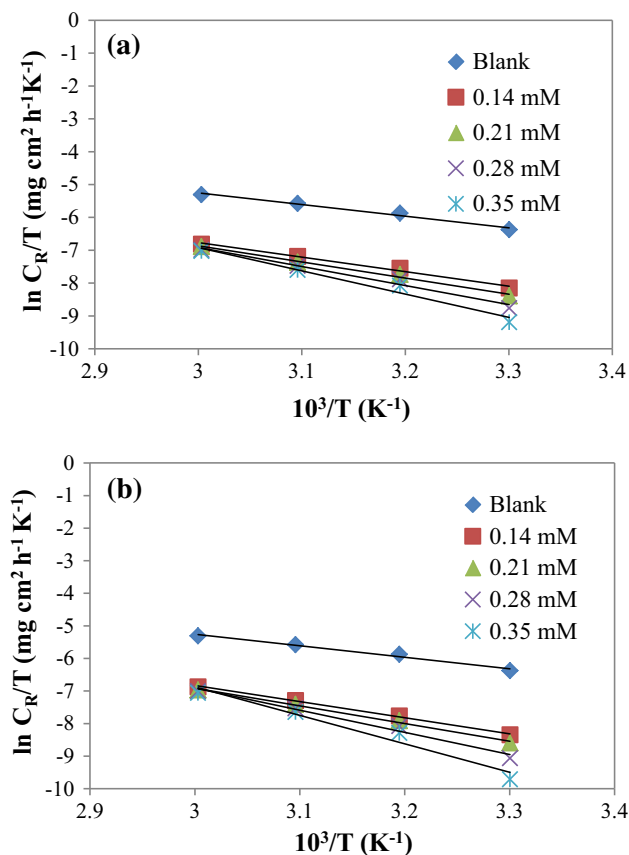 (a)
ln C_R/T (mg cm² h⁻¹K⁻¹)
0
-1
-2
-3
-4
-5
-6
-7
-8
-9
-10
Blank
0.14 mM
0.21 mM
0.28 mM
0.35 mM
2.9 3 3.1 3.2 3.3 3.4
10³/T (K⁻¹)
(b)
ln C_R/T (mg cm² h⁻¹ K⁻¹)
0
-1
-2
-3
-4
-5
-6
-7
-8
-9
-10
Blank
0.14 mM
0.21 mM
0.28 mM
0.35 mM
2.9 3 3.1 3.2 3.3 3.4
10³/T (K⁻¹)